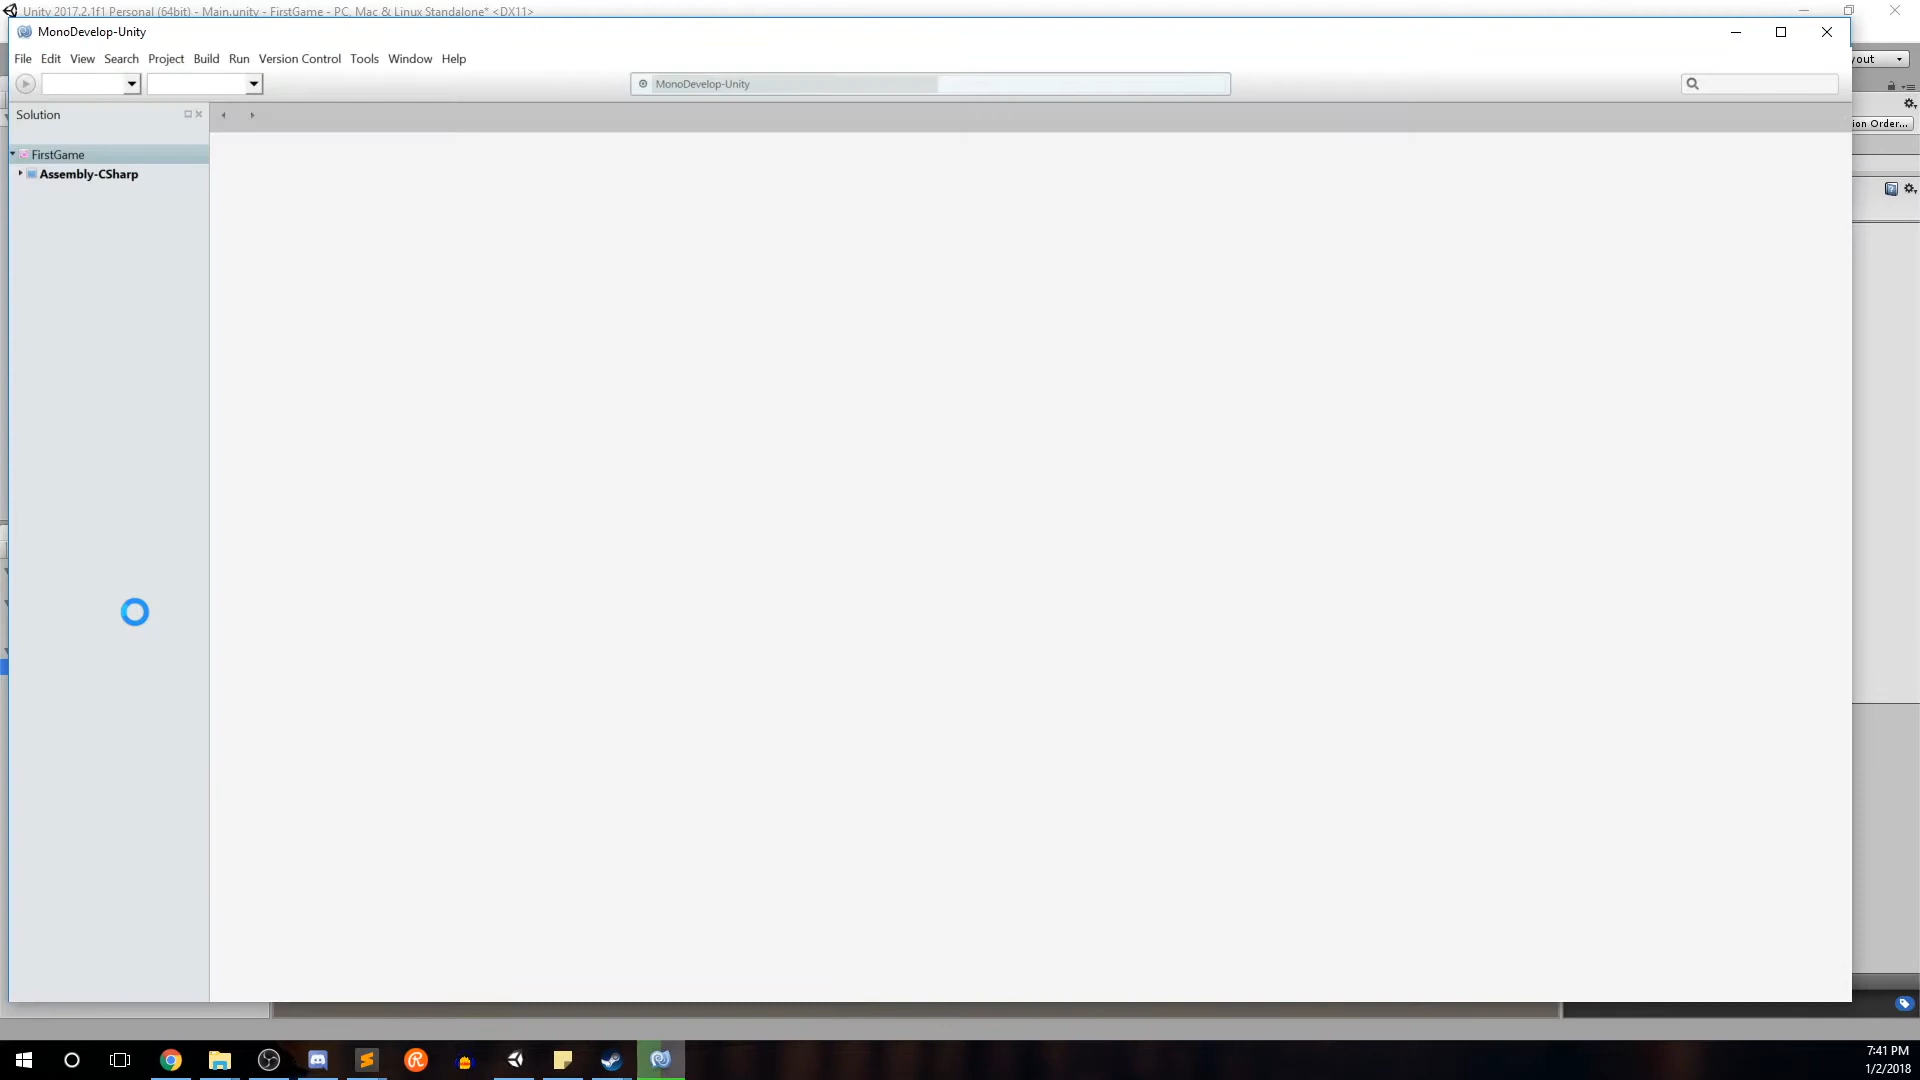 Unity 2017.2.1f1 Personal (64bit) - Main.unity - FirstGame - PC, Mac & Linux Standalone* <DX11>
MonoDevelop-Unity
File Edit View Search Project Build Run Version Control Tools Window Help
yout
MonoDevelop-Unity
Solution
ion Order...
FirstGame
Assembly-CSharp
7:41 PM
1/2/2018